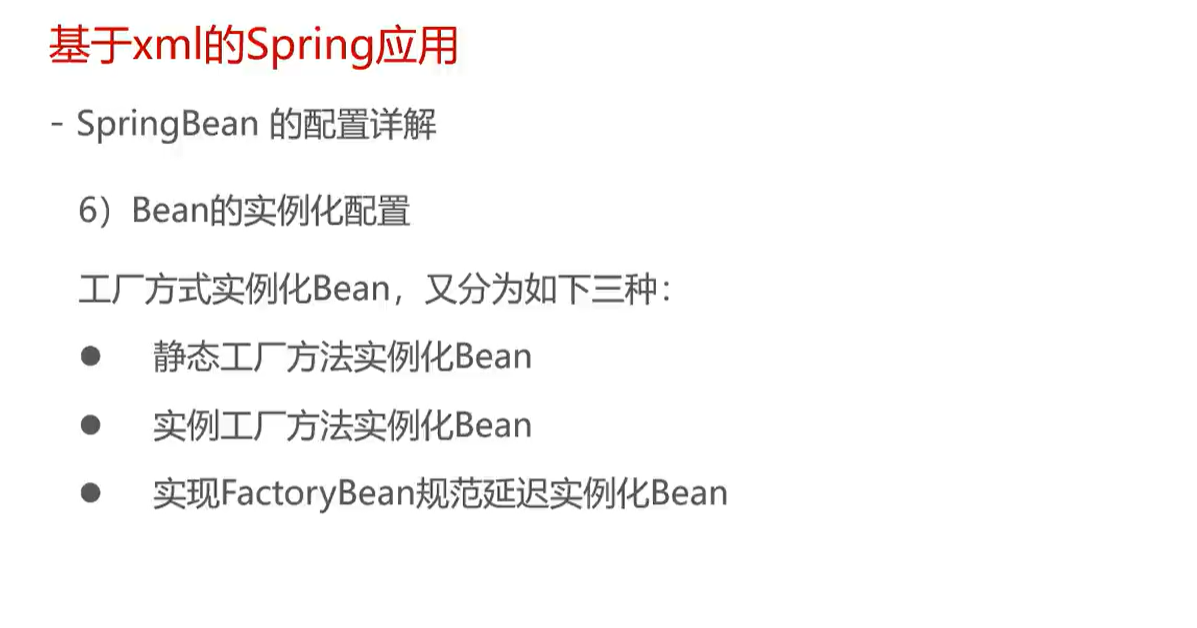 基于xml的Spring应用
- SpringBean 的配置详解
6）Bean的实例化配置
工厂方式实例化Bean，又分为如下三种：
● 静态工厂方法实例化Bean
● 实例工厂方法实例化Bean
● 实现FactoryBean规范延迟实例化Bean